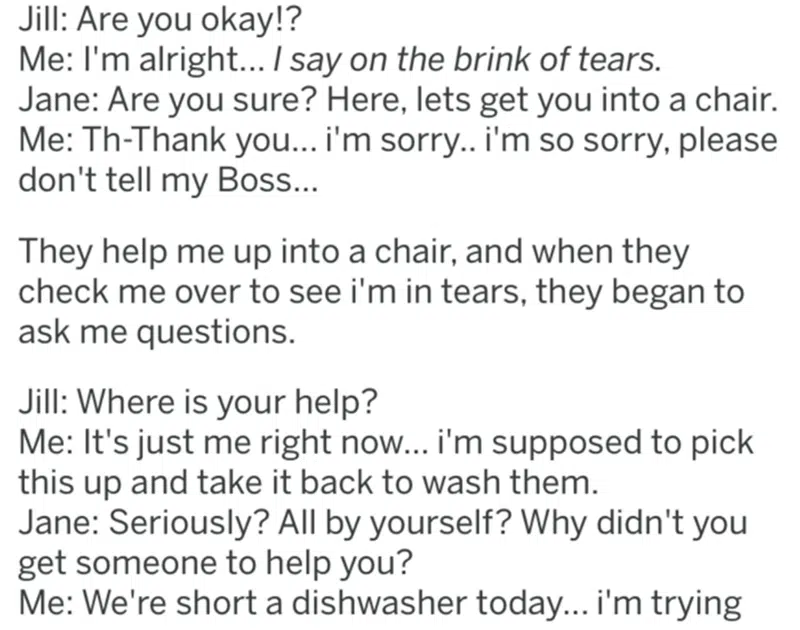 Jill: Are you okay!?
Me: I'm alright... I say on the brink of tears.
Jane: Are you sure? Here, lets get you into a chair.
Me: Th-Thank you... i'm sorry.. i'm so sorry, please
don't tell my Boss...
They help me up into a chair, and when they
check me over to see i'm in tears, they began to
ask me questions.
Jill: Where is your help?
Me: It's just me right now... i'm supposed to pick
this up and take it back to wash them.
Jane: Seriously? All by yourself? Why didn't you
get someone to help you?
Me: We're short a dishwasher today... i'm trying